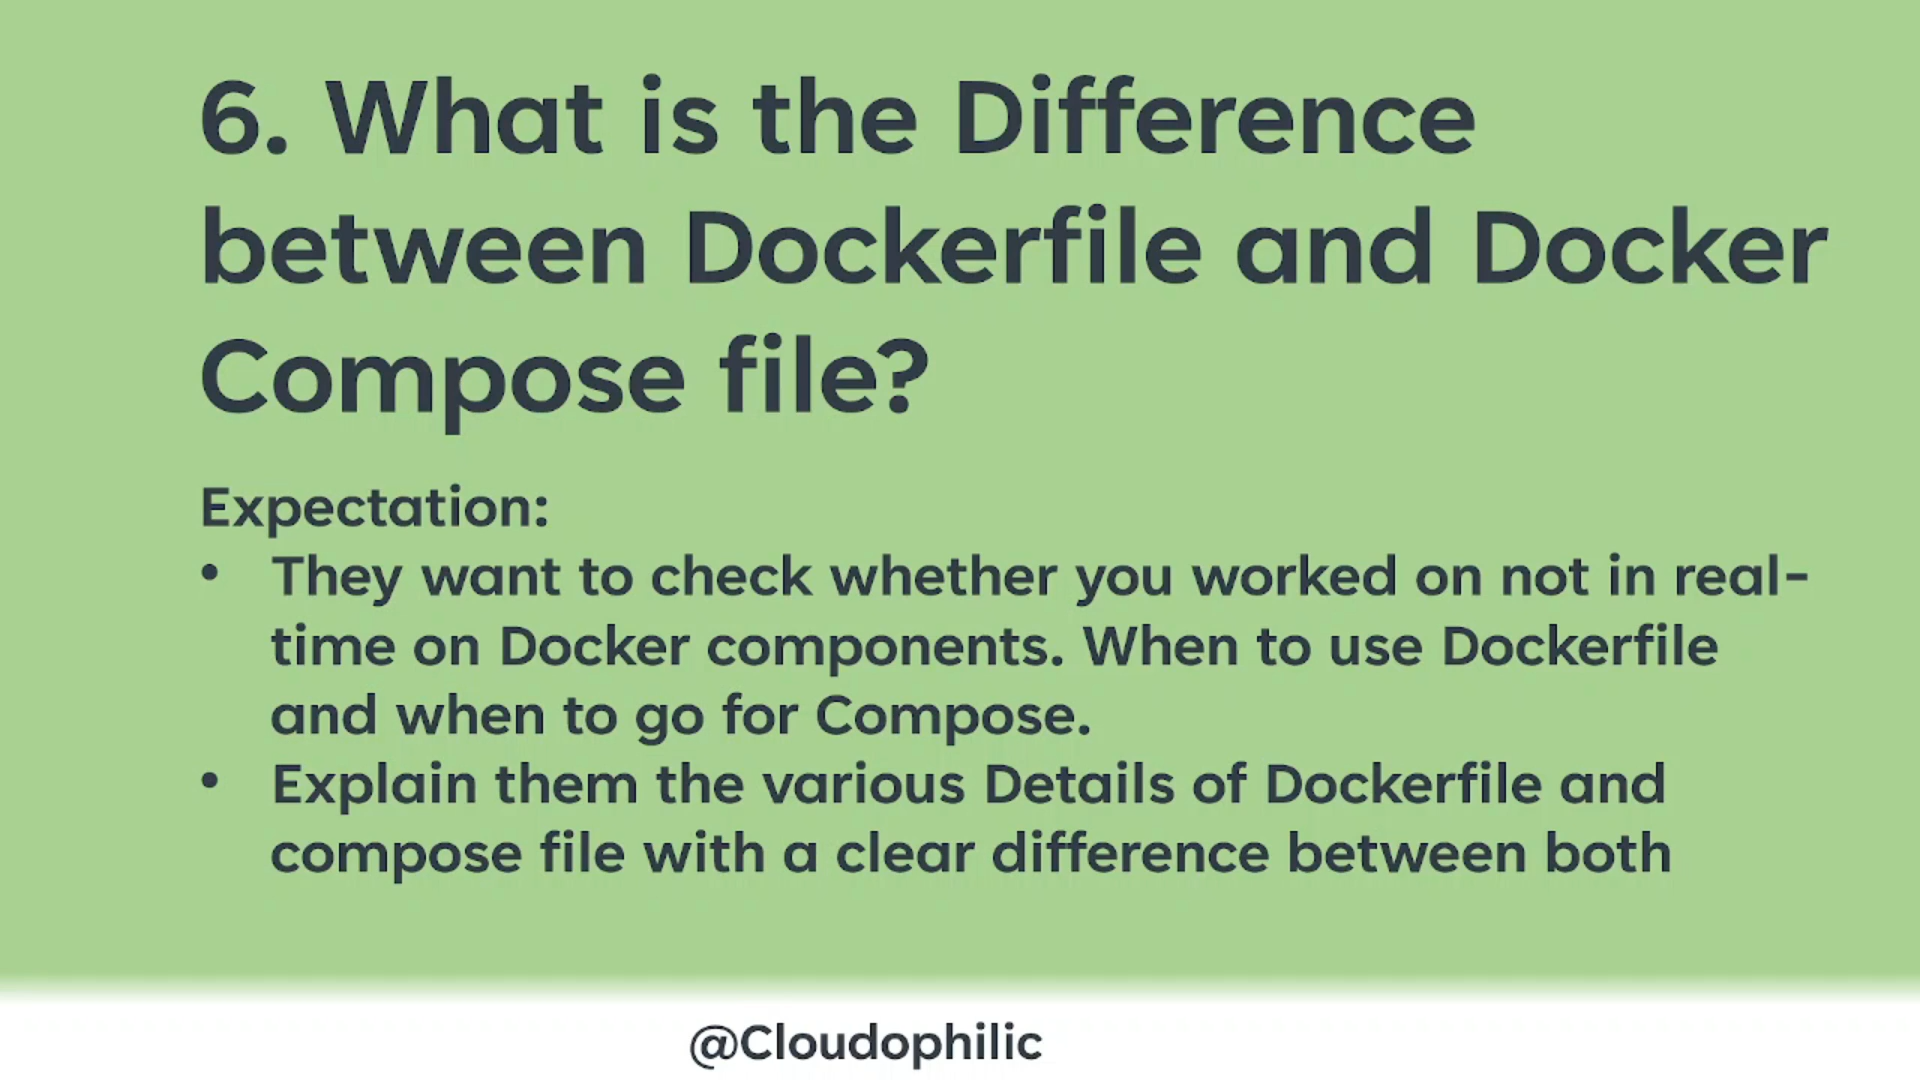 6. What is the Difference
between Dockerfile and Docker
Compose file?
Expectation:
• They want to check whether you worked on not in real-
time on Docker components. When to use Dockerfile
and when to go for Compose.
• Explain them the various Details of Dockerfile and
compose file with a clear difference between both
@Cloudophilic